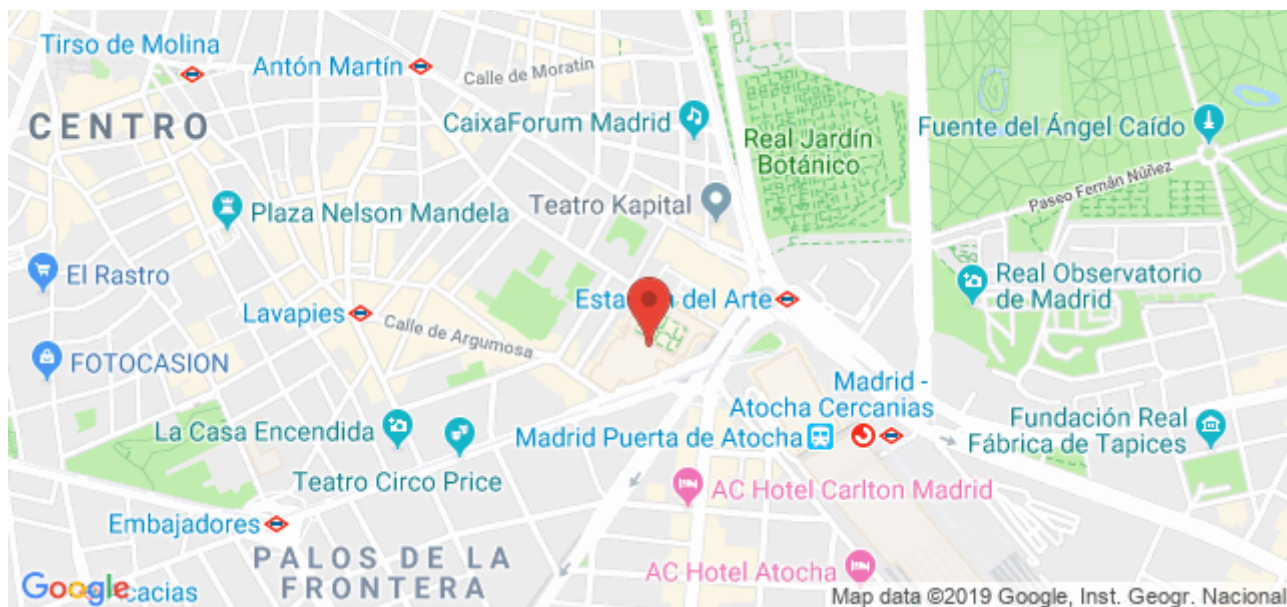 Tirso de Molina
Antón Martín
Calle de Moratín
CENTRO
CaixaForum Madrid
Real Jardín
Botánico
Fuente del Ángel Caído
Paseo Fernán Núñez
Plaza Nelson Mandela
Teatro Kapital
El Rastro
Real Observatorio
de Madrid
Lavapies
Calle de Argumosa
del Arte
FOTOCASION
La Casa Encendida
Madrid -
Atocha Cercanias
Madrid Puerta de Atocha
Fundación Real
Fábrica de Tapices
Teatro Circo Price
AC Hotel Carlton Madrid
Embajadores
PALOS DE LA
FRONTERA
AC Hotel Atocha
Google
cacias
Map data ©2019 Google, Inst. Geogr. Nacional